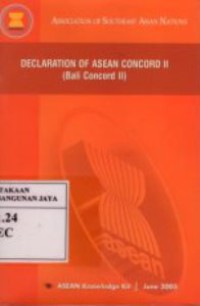 ASSOCIATION OF SOUTHEAST ASIAN NATIONS
DECLARATION OF ASEAN CONCORD II
(Bali Concord II)
TAKAAN
BANGUNAN JAYA
.24
EC
ASEAN Knowledge Kit June 2005